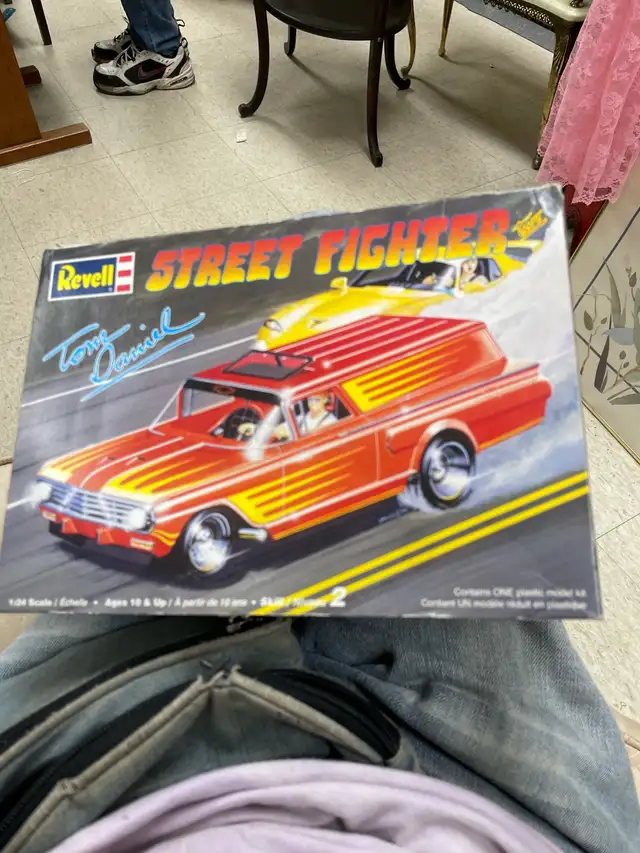 Revell
STREET FIGHTER
Tom
Daniel
1:24 Scale / Échelle • Ages 10 & Up / À partir de 10 ans • Skill / Niveau 2
Contains ONE plastic model kit
Contient UN modèle réduit en plastique